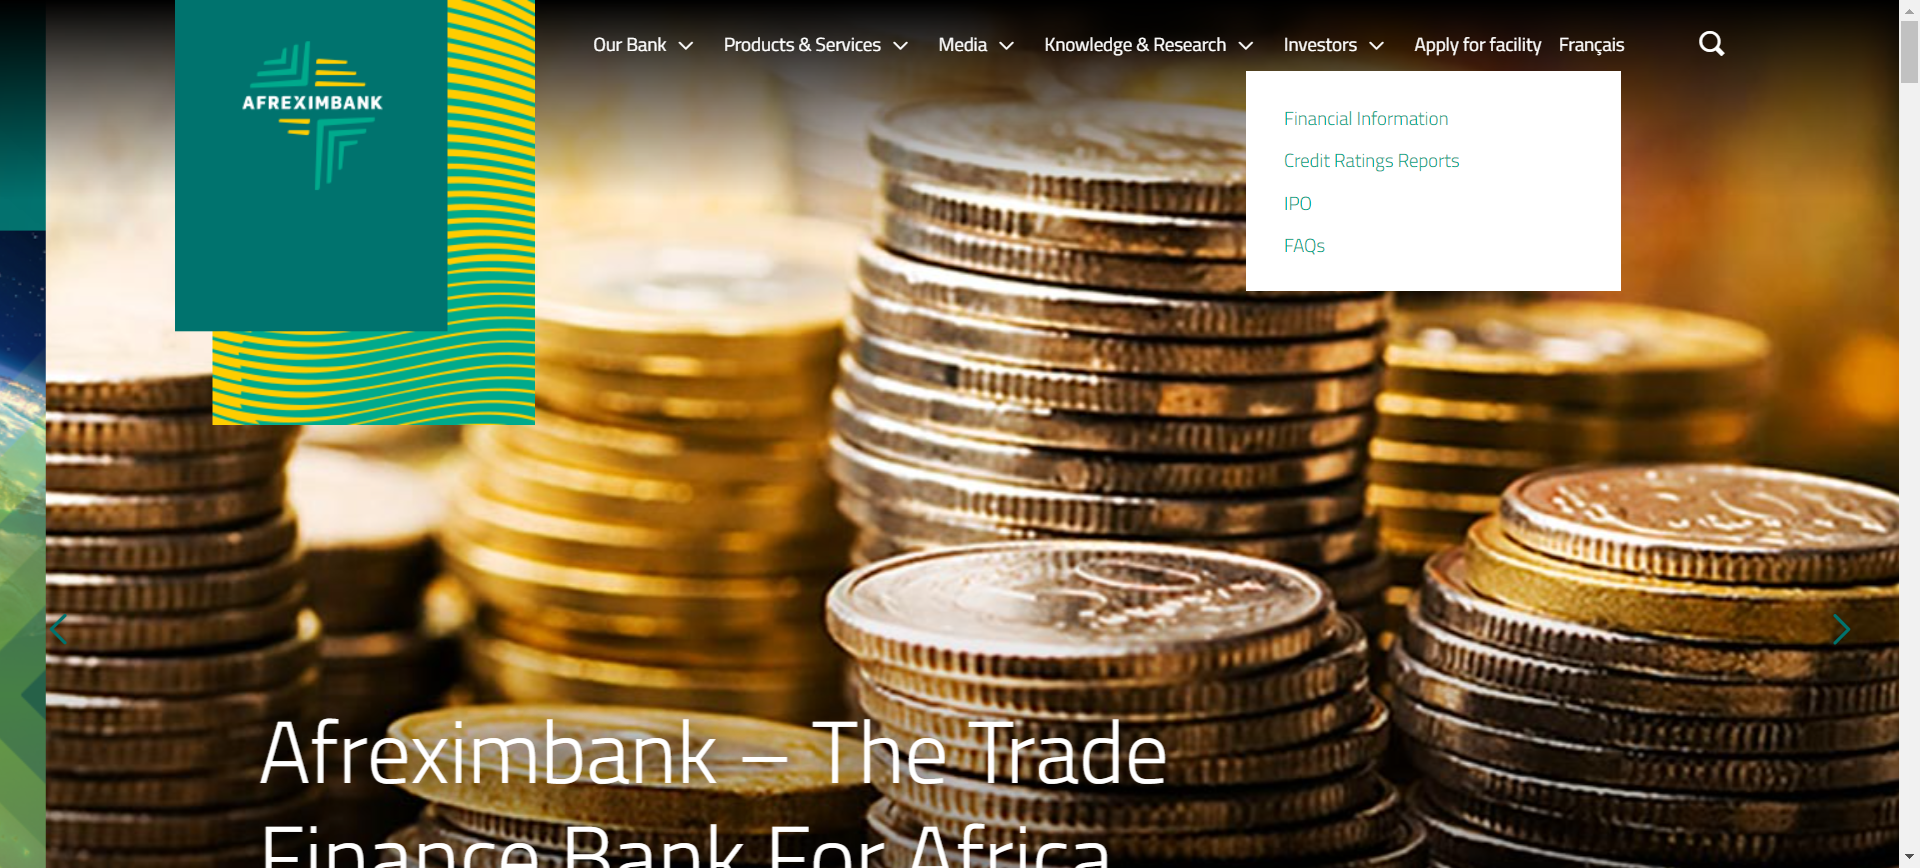 AFREXIMBANK
Our Bank Products & Services Media Knowledge & Research Investors Apply for facility Français
Financial Information
Credit Ratings Reports
IPO
FAQs
Afreximbank – The Trade
Finance Bank For Africa